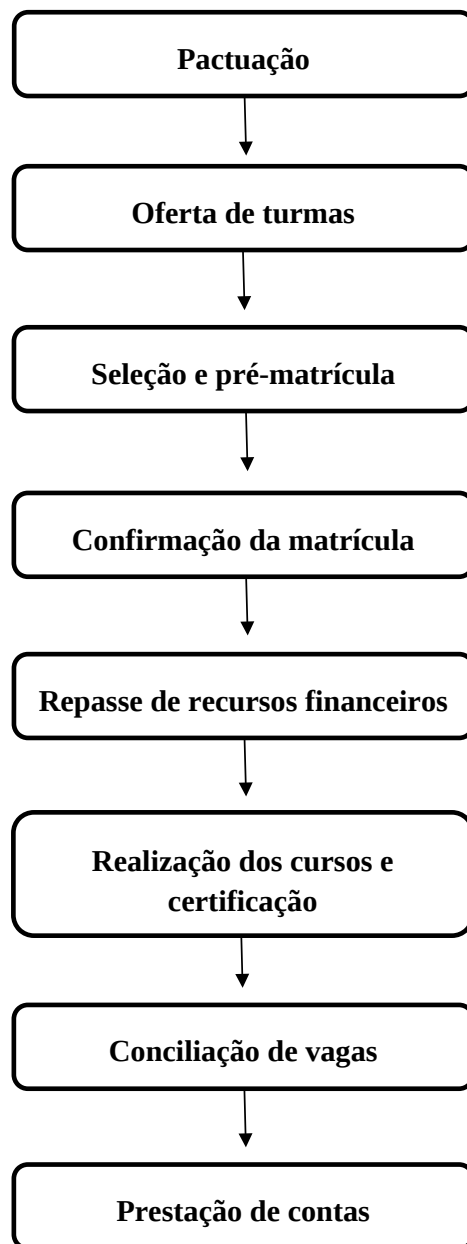 Pactuação
Oferta de turmas
Seleção e pré-matrícula
Confirmação da matrícula
Repasse de recursos financeiros
Realização dos cursos e
certificação
Conciliação de vagas
Prestação de contas